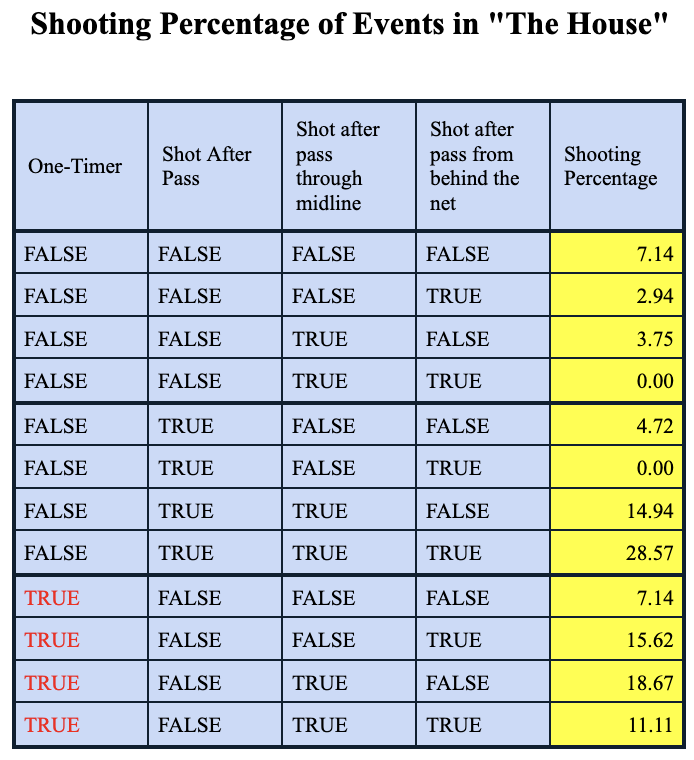 Shooting Percentage of Events in "The House"
One-Timer
Shot After
Pass
Shot after
pass
through
midline
Shot after
pass from
behind the
net
Shooting
Percentage
FALSE FALSE FALSE FALSE 7.14
FALSE FALSE FALSE TRUE 2.94
FALSE FALSE TRUE FALSE 3.75
FALSE FALSE TRUE TRUE 0.00
FALSE TRUE FALSE FALSE 4.72
FALSE TRUE FALSE TRUE 0.00
FALSE TRUE TRUE FALSE 14.94
FALSE TRUE TRUE TRUE 28.57
TRUE FALSE FALSE FALSE 7.14
TRUE FALSE FALSE TRUE 15.62
TRUE FALSE TRUE FALSE 18.67
TRUE FALSE TRUE TRUE 11.11